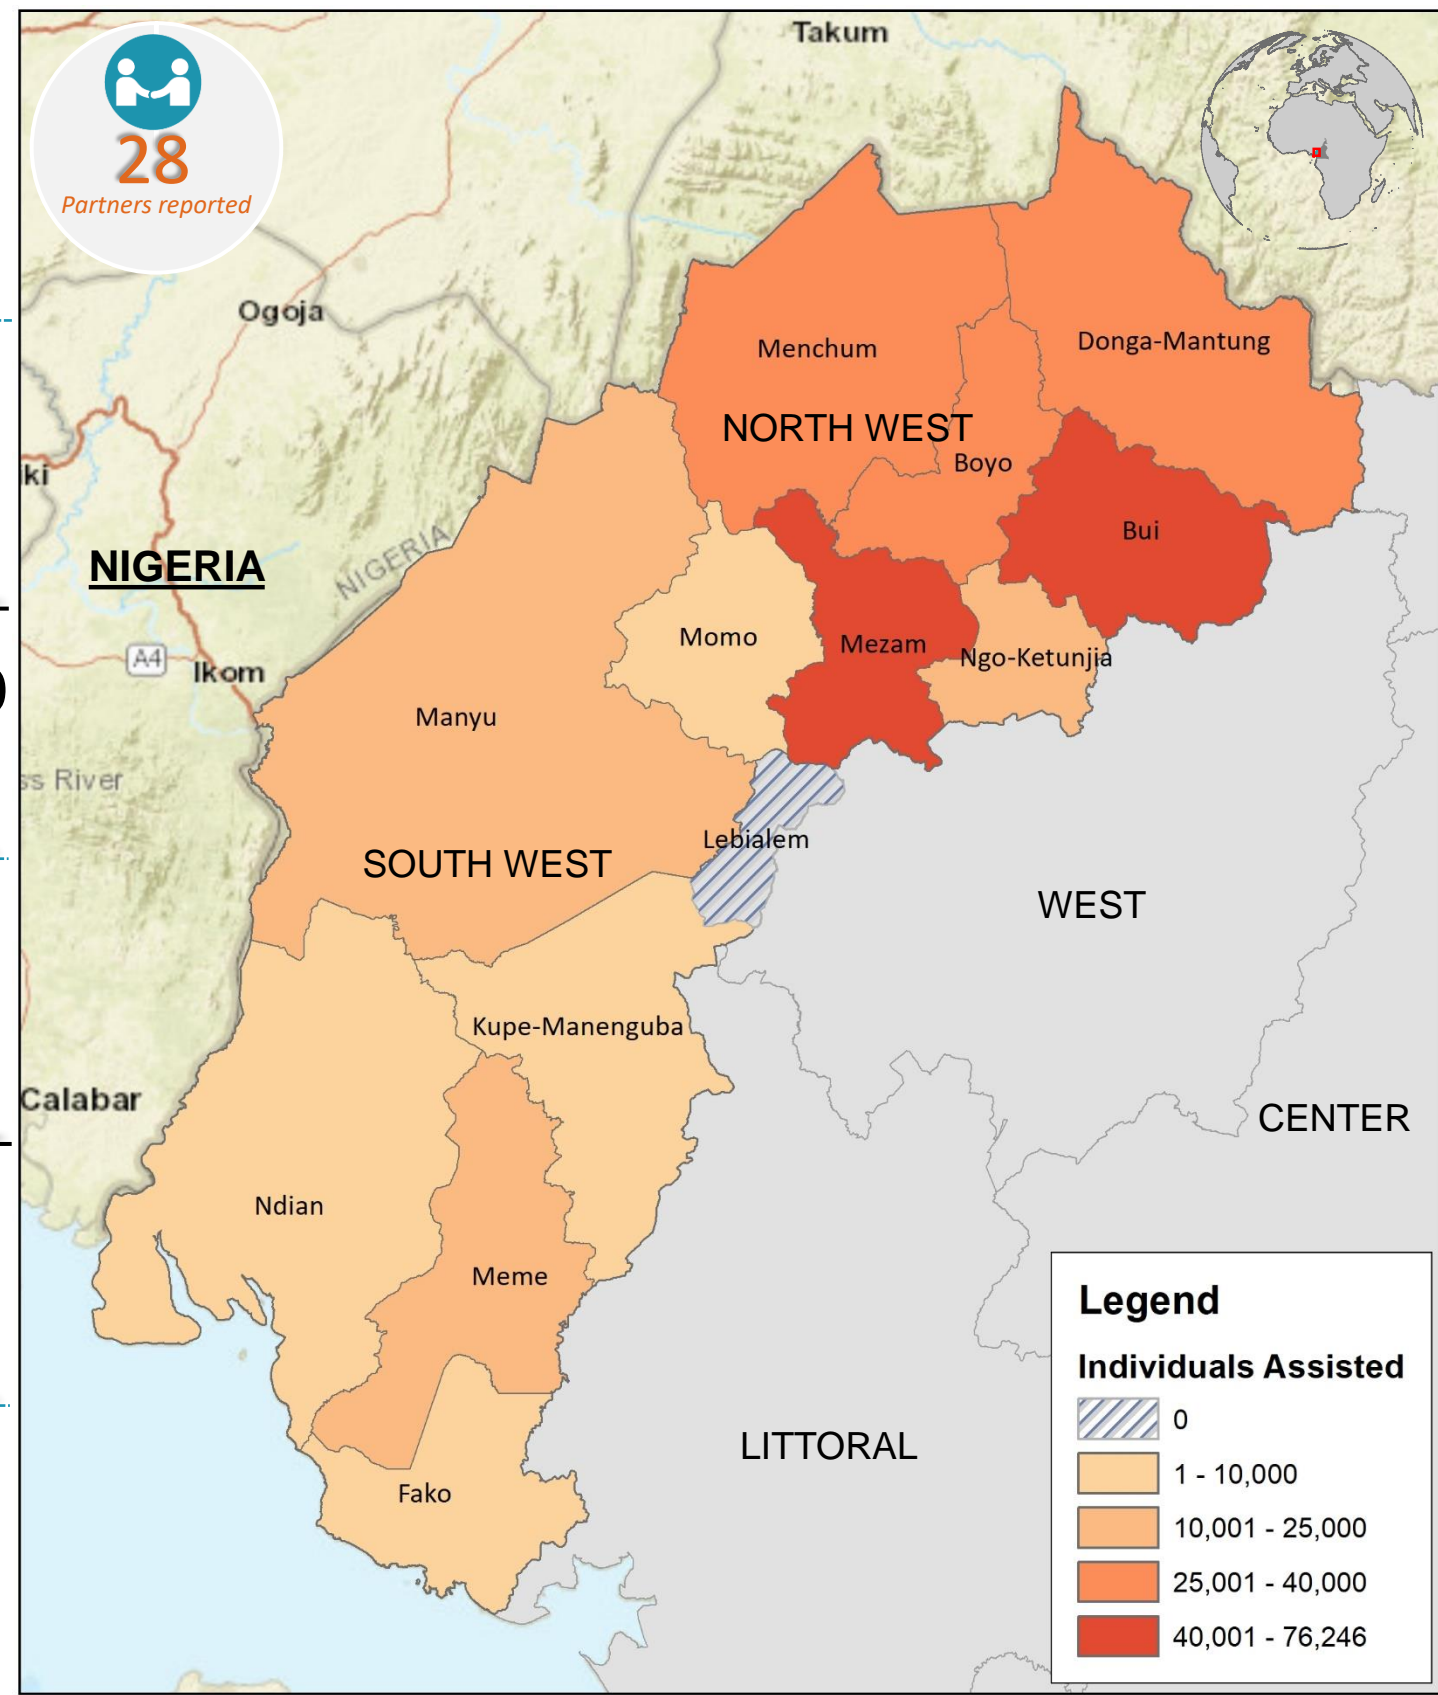 Takum
28
Partners reported
Ogoja
Menchum
Donga-Mantung
NORTH WEST
Boyo
iki
Bui
NIGERIA
NIGERIA
Momo
Mezam
Ngo-Ketunjia
A4
Ikom
Manyu
ss River
Lebialem
SOUTH WEST
WEST
Kupe-Manenguba
Calabar
CENTER
Ndian
Meme
Legend
Individuals Assisted
0
1 - 10,000
10,001 - 25,000
25,001 - 40,000
40,001 - 76,246
LITTORAL
Fako